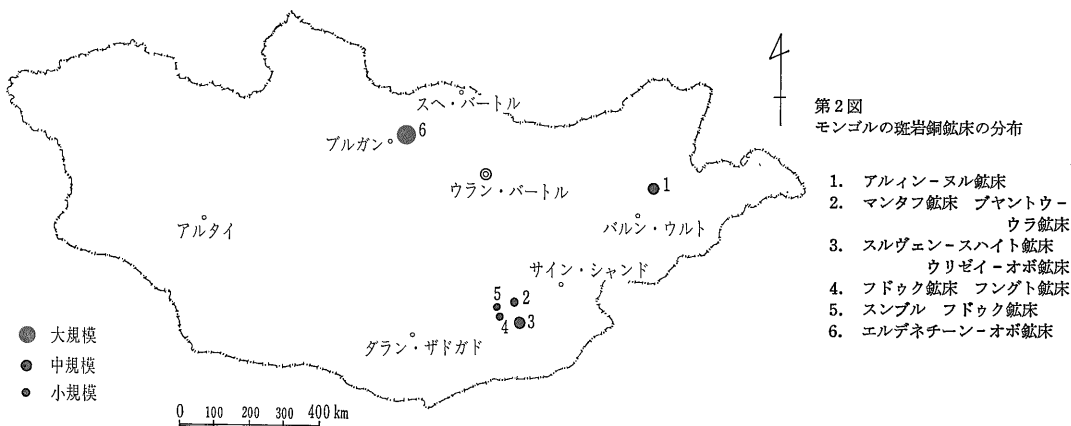 スヘ・バートル
ブルガン
6
ウラン・バートル
1
アルタイ
バルン・ウルト
サイン・シャンド
5
2
4
3
ダラン・ザドガド
大規模
中規模
小規模
0 100 200 300 400 km
第2図
モンゴルの斑岩銅鉱床の分布
1. アルィン-ヌル鉱床
2. マンタフ鉱床 ブヤントウ-
ウラ鉱床
3. スルヴェン-スハイト鉱床
ウリゼイ-オボ鉱床
4. フドゥク鉱床 フングト鉱床
5. スンブル フドゥク鉱床
6. エルデネチーン-オボ鉱床